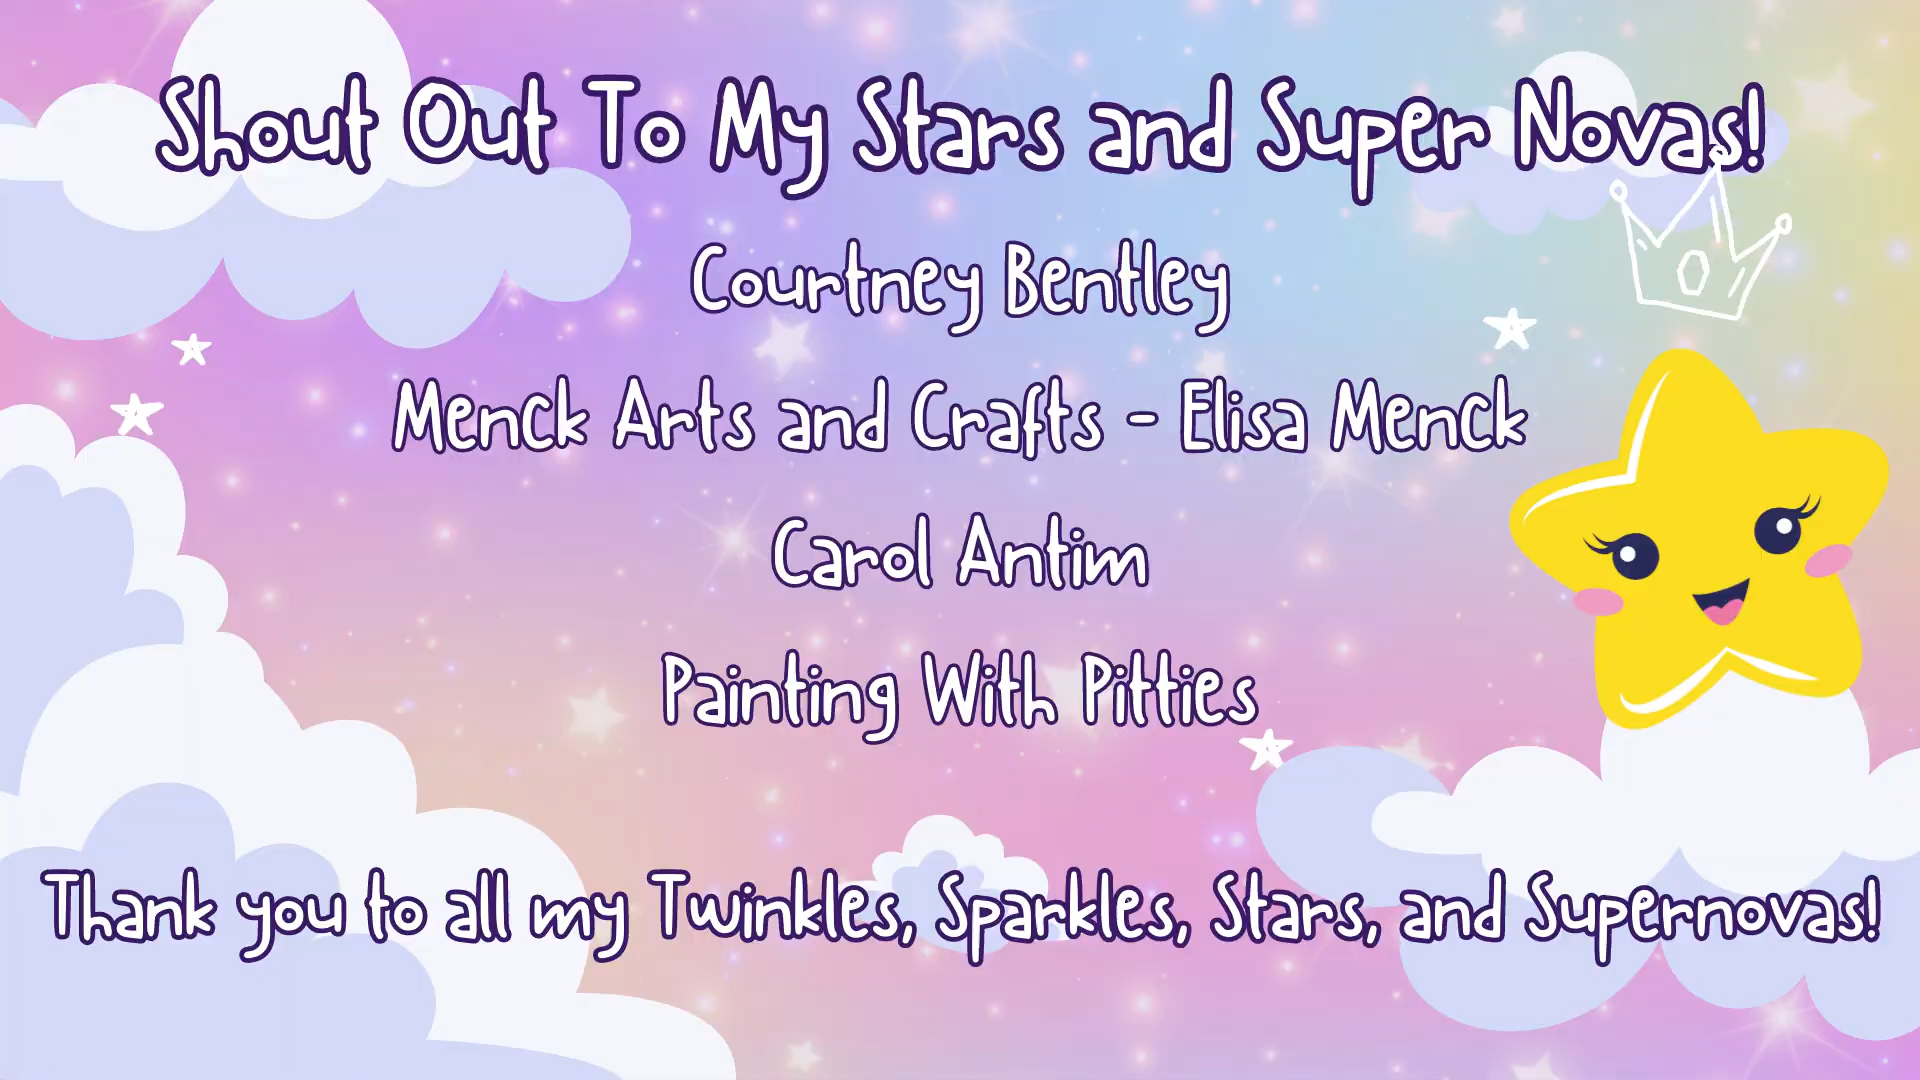 Shout Out To My Stars and Super Novas!
Courtney Bentley
Menck Arts and Crafts - Elisa Menck
Carol Antim
Painting With Pitties
Thank you to all my Twinkles, Sparkles, Stars, and Supernovas!